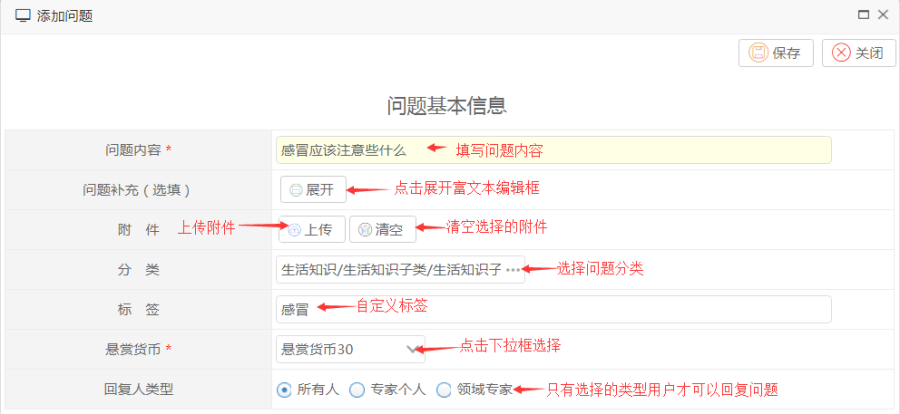 添加问题
保存 关闭
问题基本信息
问题内容 * 感冒应该注意些什么 填写问题内容
问题补充（选填） 展开 点击展开富文本编辑框
附 件 上传附件 上传 清空 清空选择的附件
分 类 生活知识/生活知识子类/生活知识子 ••• 选择问题分类
标 签 感冒 自定义标签
悬赏货币 * 悬赏货币30 点击下拉框选择
回复人类型 所有人 专家个人 领域专家 只有选择的类型用户才可以回复问题